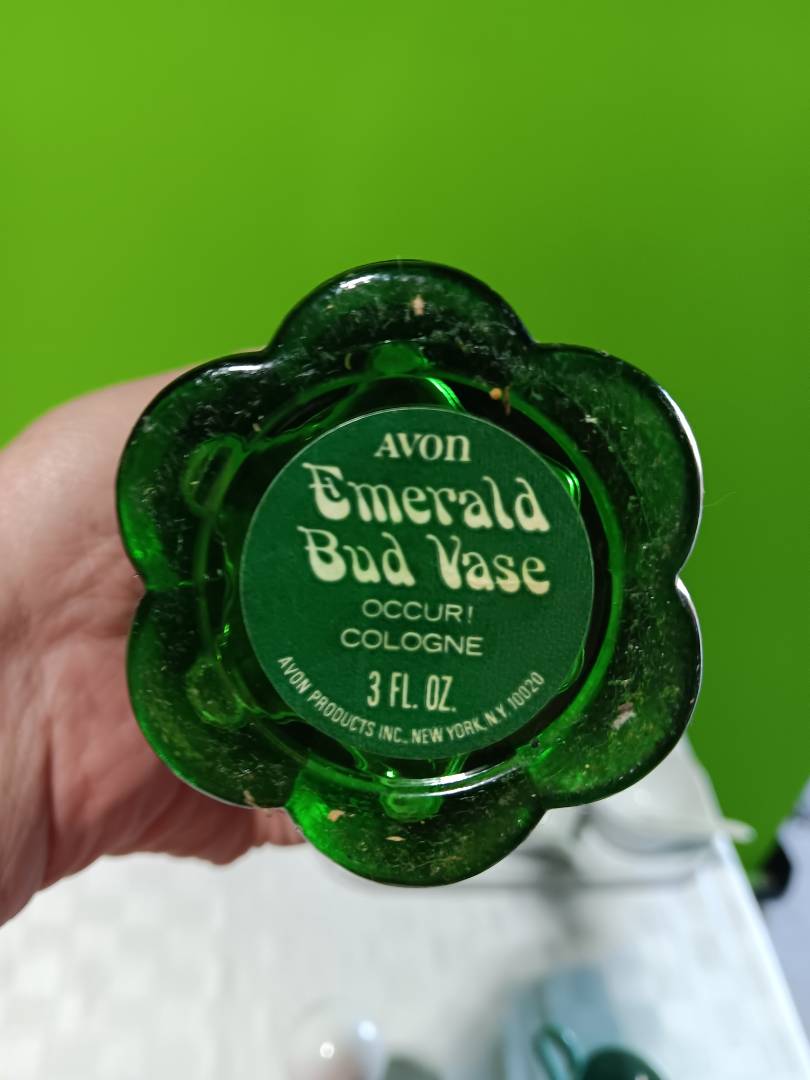 AVON
Emerald
Bud Vase
OCCUR!
COLOGNE
3 FL. OZ.
AVON PRODUCTS INC., NEW YORK, N.Y. 10020